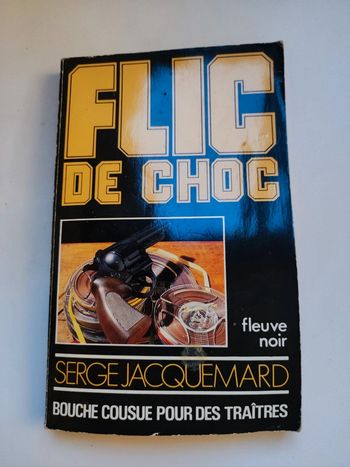 FLIC
DE CHOC
fleuve
noir
SERGE JACQUEMARD
BOUCHE COUSUE POUR DES TRAÎTRES